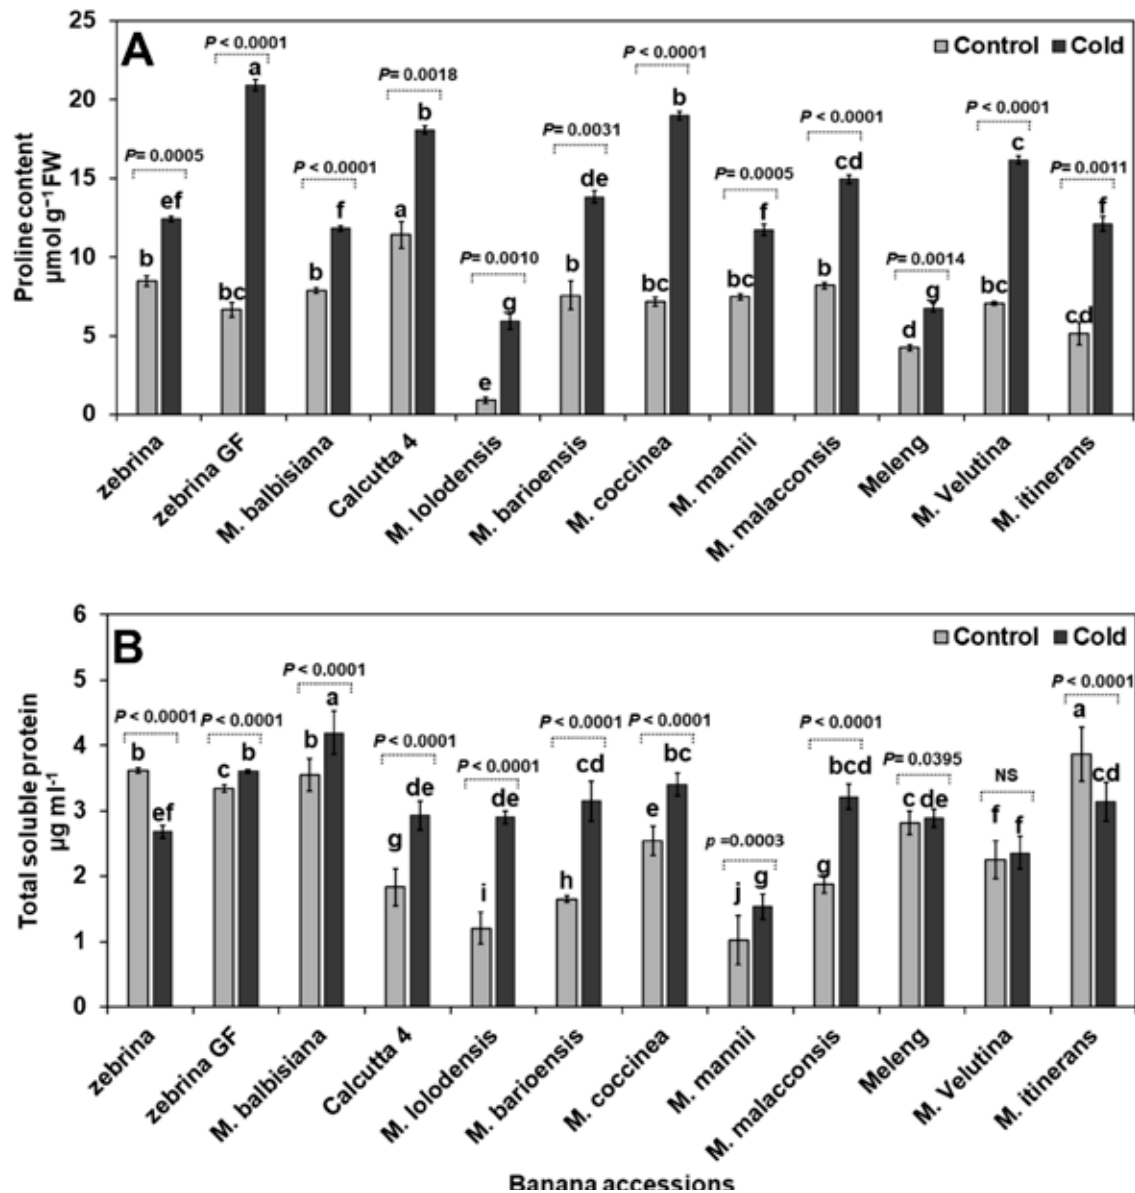 A
Control Cold
Proline content
μmol g⁻¹ FW
25
20
15
10
5
0
P= 0.0005
P < 0.0001
P < 0.0001
P= 0.0018
P= 0.0010
P= 0.0031
P < 0.0001
P= 0.0005
P < 0.0001
P= 0.0014
P < 0.0001
P= 0.0011
b ef
bc a
b f
a b
e g
b de
bc b
bc f
b cd
d g
bc c
cd f
zebrina
zebrina GF
M. balbisiana
Calcutta 4
M. lolodensis
M. barioensis
M. coccinea
M. mannii
M. malacconsis
Meleng
M. Velutina
M. itinerans
B
Control Cold
Total soluble protein
μg ml⁻¹
6
5
4
3
2
1
0
P < 0.0001
P < 0.0001
P < 0.0001
P < 0.0001
P < 0.0001
P < 0.0001
P < 0.0001
p =0.0003
P < 0.0001
P= 0.0395
NS
P < 0.0001
b ef
c b
b a
g de
i de
h cd
e bc
j g
g bcd
c de
f f
a cd
zebrina
zebrina GF
M. balbisiana
Calcutta 4
M. lolodensis
M. barioensis
M. coccinea
M. mannii
M. malacconsis
Meleng
M. Velutina
M. itinerans
Banana accessions